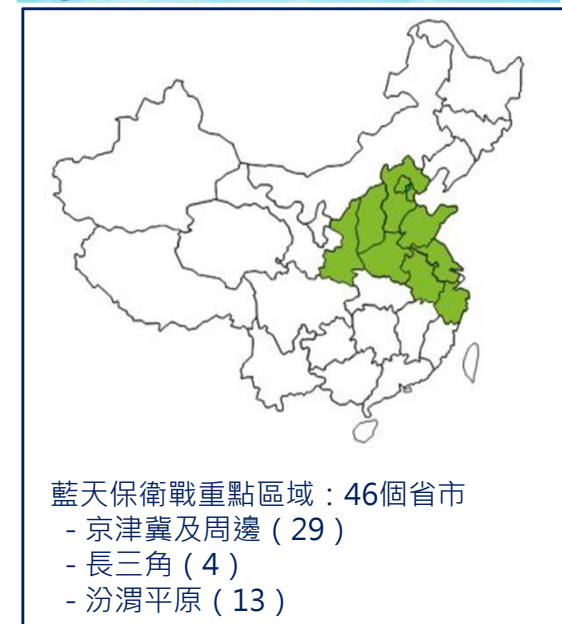 藍天保衛戰重點區域：46個省市
- 京津冀及周邊（29）
- 長三角（4）
- 汾渭平原（13）